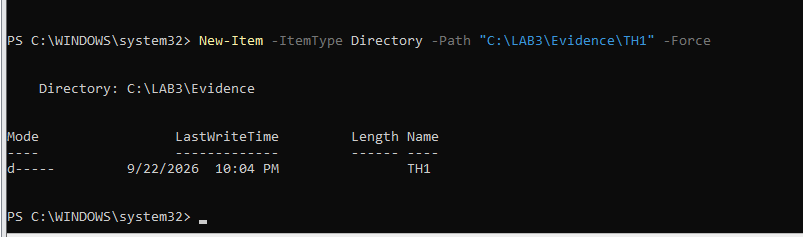 PS C:\WINDOWS\system32> New-Item -ItemType Directory -Path "C:\LAB3\Evidence\TH1" -Force
Directory: C:\LAB3\Evidence
Mode                LastWriteTime         Length Name
----                -------------         ------ ----
d-----        9/22/2026  10:04 PM                TH1
PS C:\WINDOWS\system32>